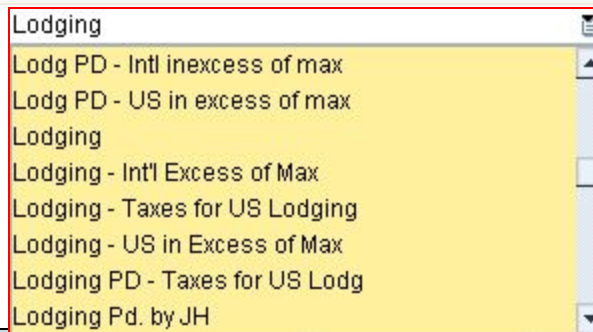 Lodging
Lodg PD - Intl inexcess of max
Lodg PD - US in excess of max
Lodging
Lodging - Int'l Excess of Max
Lodging - Taxes for US Lodging
Lodging - US in Excess of Max
Lodging PD - Taxes for US Lodg
Lodging Pd. by JH